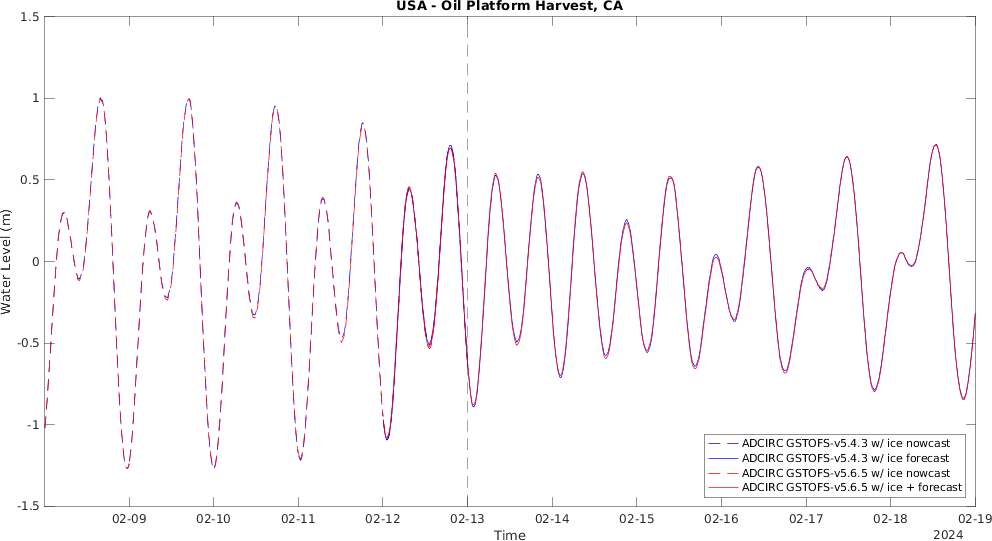 USA - Oil Platform Harvest, CA
1.5
1
0.5
0
-0.5
-1
-1.5
Water Level (m)
ADCIRC GSTOFS-v5.4.3 w/ ice nowcast
ADCIRC GSTOFS-v5.4.3 w/ ice forecast
ADCIRC GSTOFS-v5.6.5 w/ ice nowcast
ADCIRC GSTOFS-v5.6.5 w/ ice + forecast
02-09 02-10 02-11 02-12 02-13 02-14 02-15 02-16 02-17 02-18 02-19
Time
2024